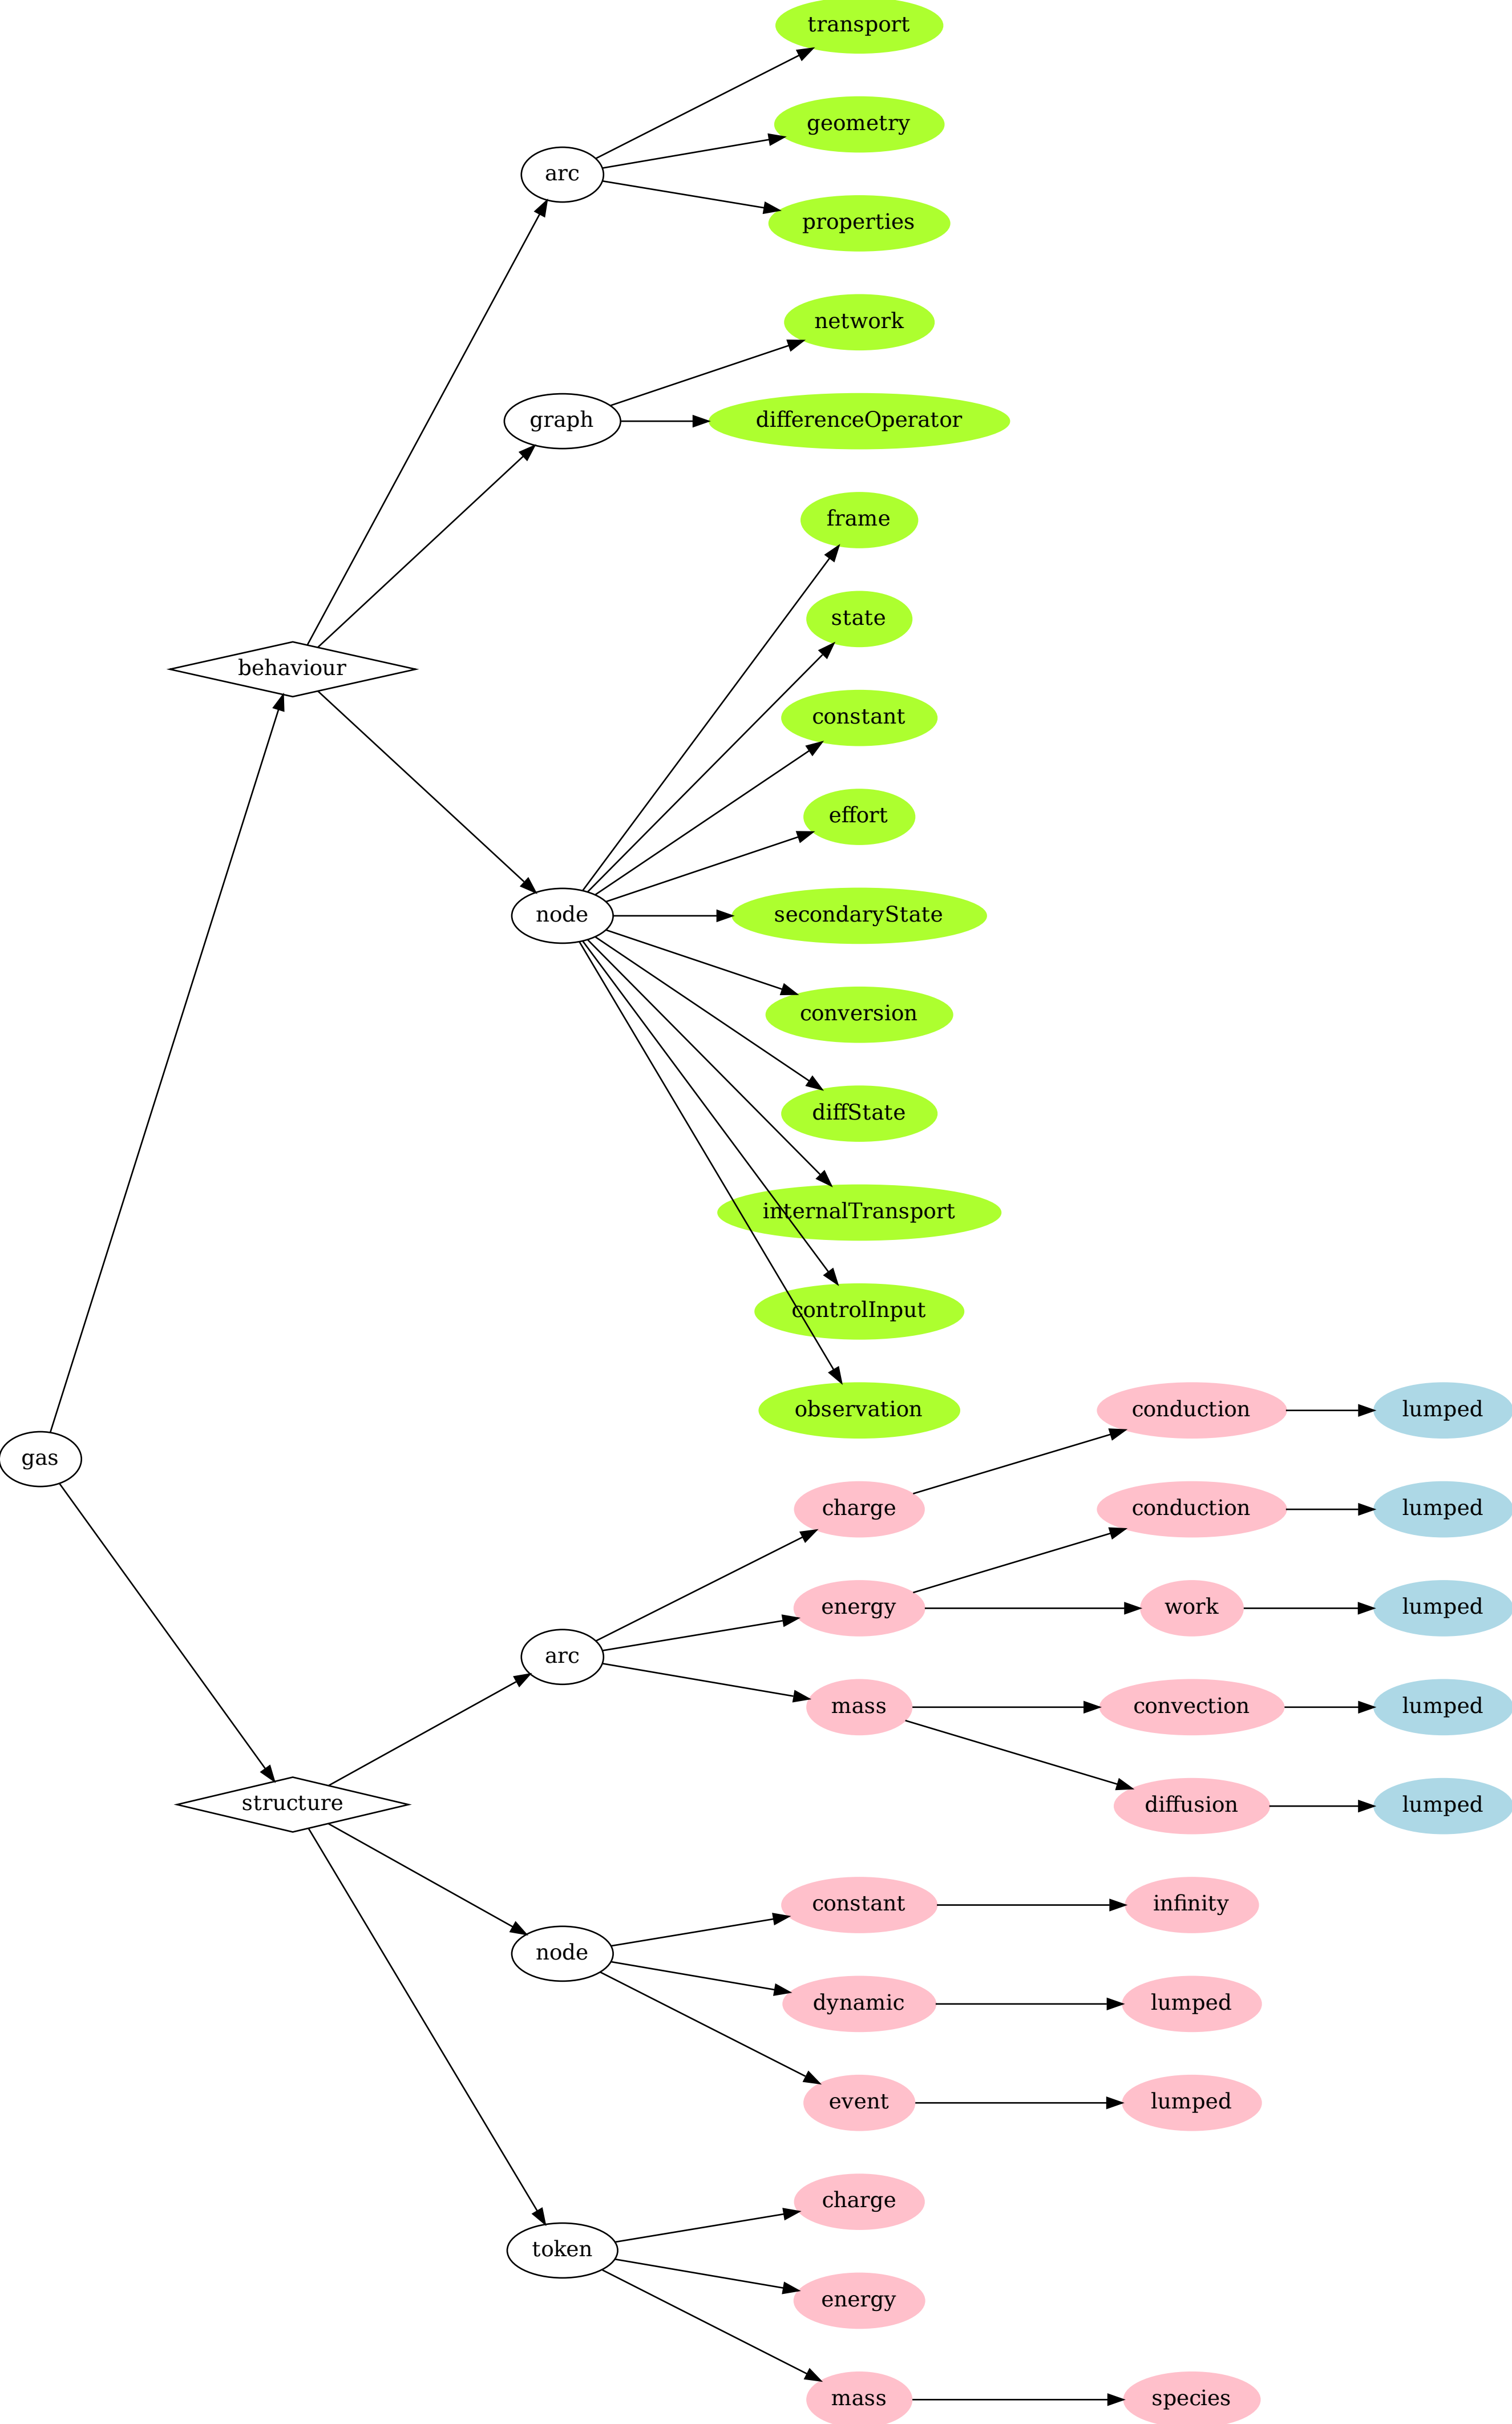 transport
geometry
arc
properties
network
graph
differenceOperator
frame
state
behaviour
constant
effort
node
secondaryState
conversion
diffState
internalTransport
controlInput
observation
conduction
lumped
gas
charge
conduction
lumped
energy
work
lumped
arc
mass
convection
lumped
structure
diffusion
lumped
constant
infinity
node
dynamic
lumped
event
lumped
charge
token
energy
mass
species